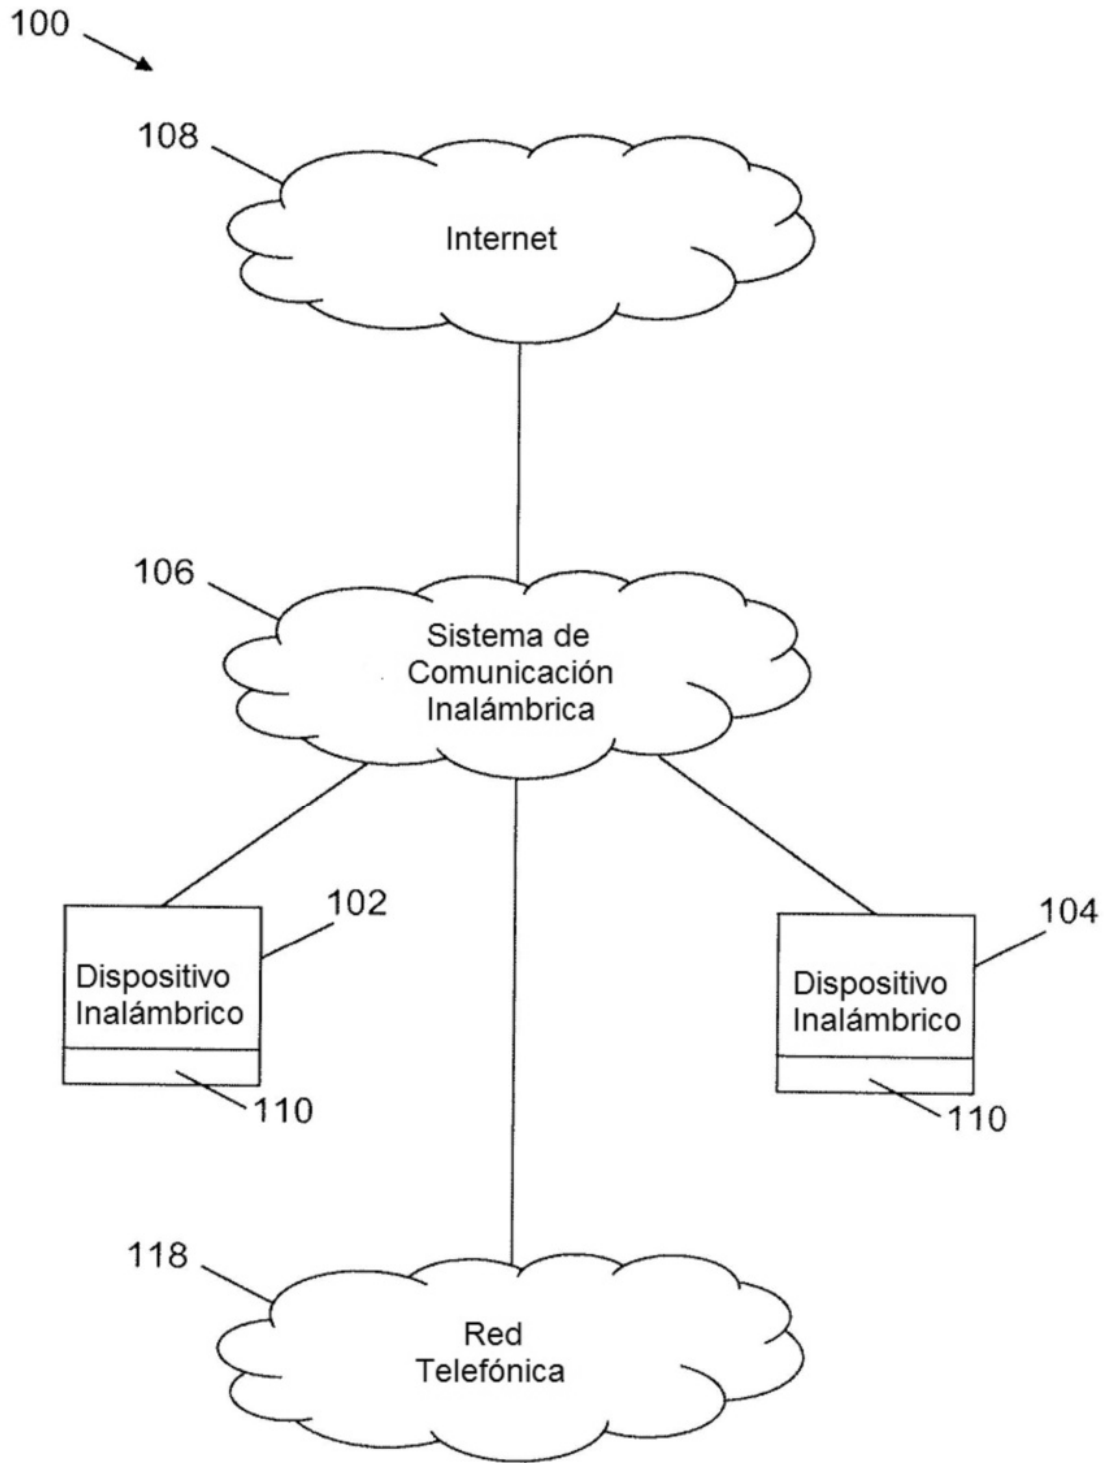 100
108
Internet
106
Sistema de
Comunicación
Inalámbrica
102
104
Dispositivo
Inalámbrico
Dispositivo
Inalámbrico
110
110
118
Red
Telefónica